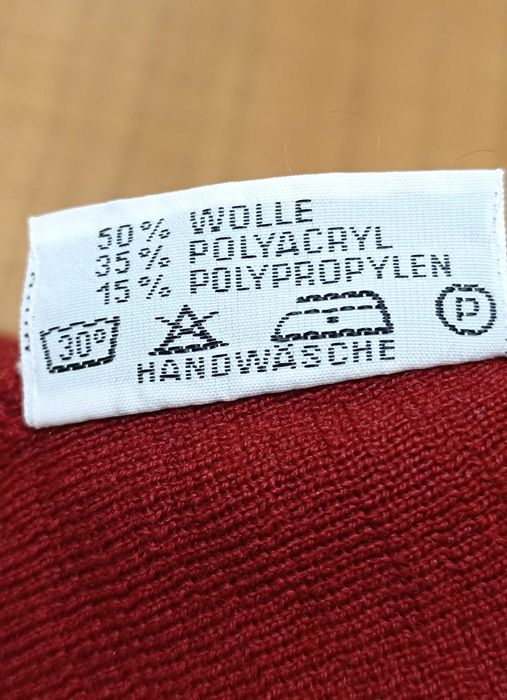 50% WOLLE
35% POLYACRYL
15% POLYPROPYLEN
30° P
HANDWÄSCHE